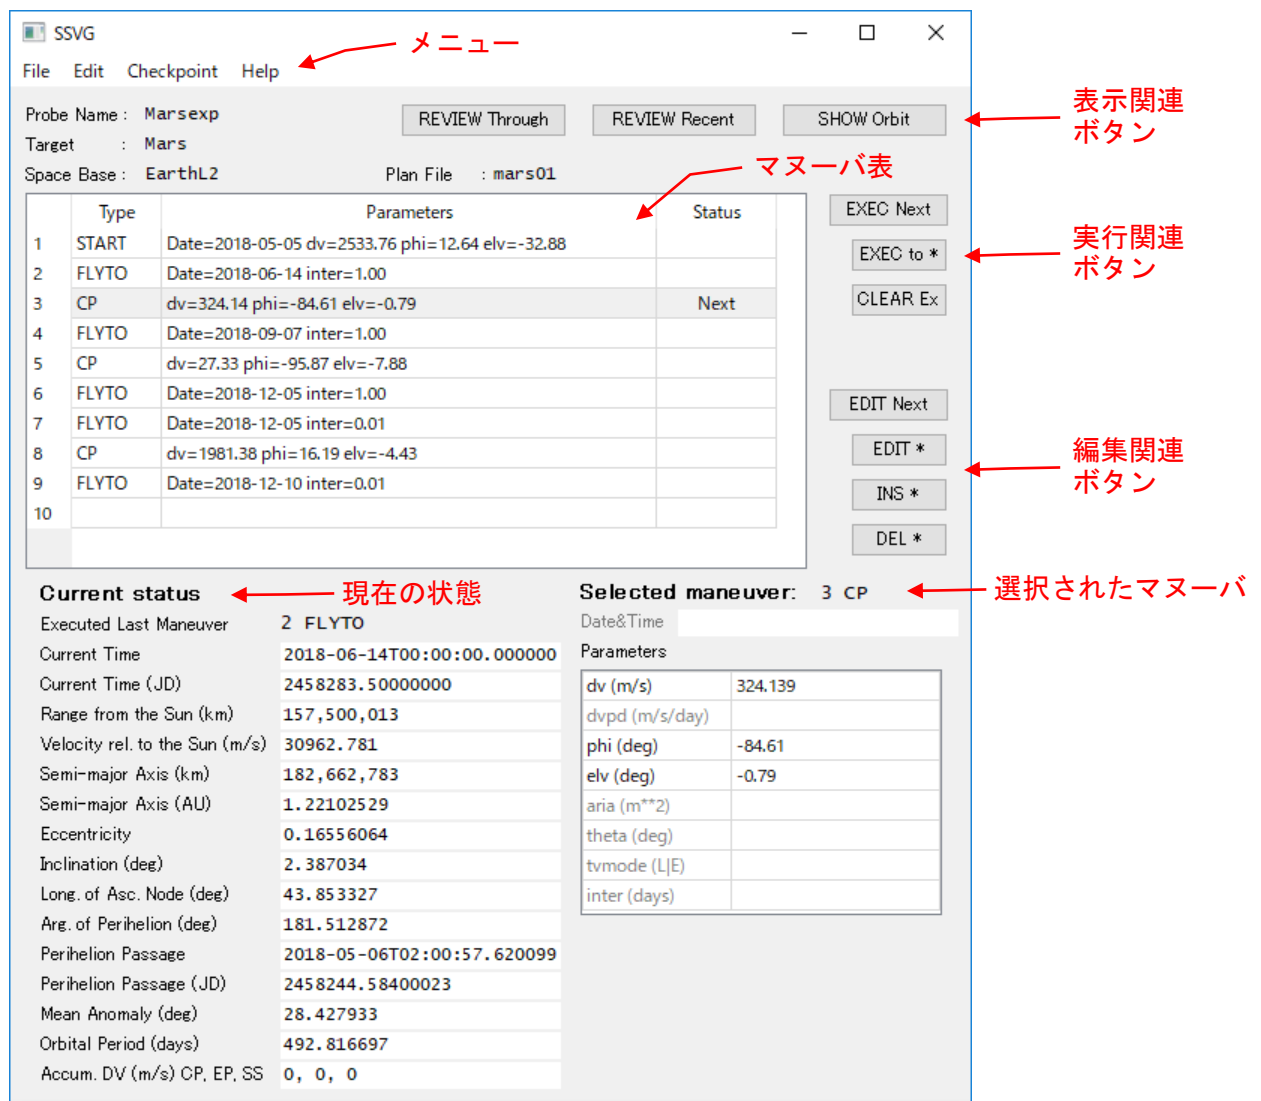 SSVG
メニュー
File Edit Checkpoint Help
Probe Name : Marsexp
REVIEW Through REVIEW Recent SHOW Orbit
表示関連
ボタン
Target : Mars
Space Base : EarthL2 Plan File : mars01
マヌーバ表
Type Parameters Status
1 START Date=2018-05-05 dv=2533.76 phi=12.64 elv=-32.88
2 FLYTO Date=2018-06-14 inter=1.00
3 CP dv=324.14 phi=-84.61 elv=-0.79 Next
4 FLYTO Date=2018-09-07 inter=1.00
5 CP dv=27.33 phi=-95.87 elv=-7.88
6 FLYTO Date=2018-12-05 inter=1.00
7 FLYTO Date=2018-12-05 inter=0.01
8 CP dv=1981.38 phi=16.19 elv=-4.43
9 FLYTO Date=2018-12-10 inter=0.01
10
EXEC Next
EXEC to *
CLEAR Ex
実行関連
ボタン
EDIT Next
EDIT *
INS *
DEL *
編集関連
ボタン
Current status
現在の状態
Executed Last Maneuver 2 FLYTO
Current Time 2018-06-14T00:00:00.000000
Current Time (JD) 2458283.50000000
Range from the Sun (km) 157,500,013
Velocity rel. to the Sun (m/s) 30962.781
Semi-major Axis (km) 182,662,783
Semi-major Axis (AU) 1.22102529
Eccentricity 0.16556064
Inclination (deg) 2.387034
Long. of Asc. Node (deg) 43.853327
Arg. of Perihelion (deg) 181.512872
Perihelion Passage 2018-05-06T02:00:57.620099
Perihelion Passage (JD) 2458244.58400023
Mean Anomaly (deg) 28.427933
Orbital Period (days) 492.816697
Accum. DV (m/s) CP, EP, SS 0, 0, 0
Selected maneuver: 3 CP
選択されたマヌーバ
Date&Time
Parameters
dv (m/s) 324.139
dvpd (m/s/day)
phi (deg) -84.61
elv (deg) -0.79
aria (m**2)
theta (deg)
tvmode (L|E)
inter (days)